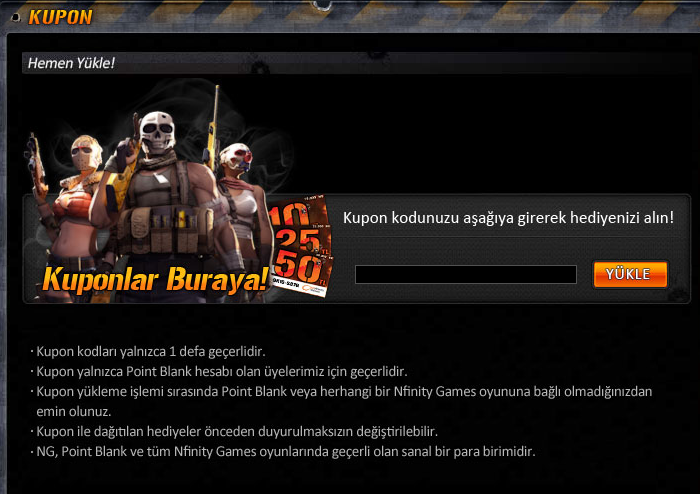 KUPON
Hemen Yükle!
Kupon kodunuzu aşağıya girerek hediyenizi alın!
10
25
TL
50
TL
Kuponlar Buraya!
YÜKLE
· Kupon kodları yalnızca 1 defa geçerlidir.
· Kupon yalnızca Point Blank hesabı olan üyelerimiz için geçerlidir.
· Kupon yükleme işlemi sırasında Point Blank veya herhangi bir Nfinity Games oyununa bağlı olmadığınızdan
emin olunuz.
· Kupon ile dağıtılan hediyeler önceden duyurulmaksızın değiştirilebilir.
· NG, Point Blank ve tüm Nfinity Games oyunlarında geçerli olan sanal bir para birimidir.